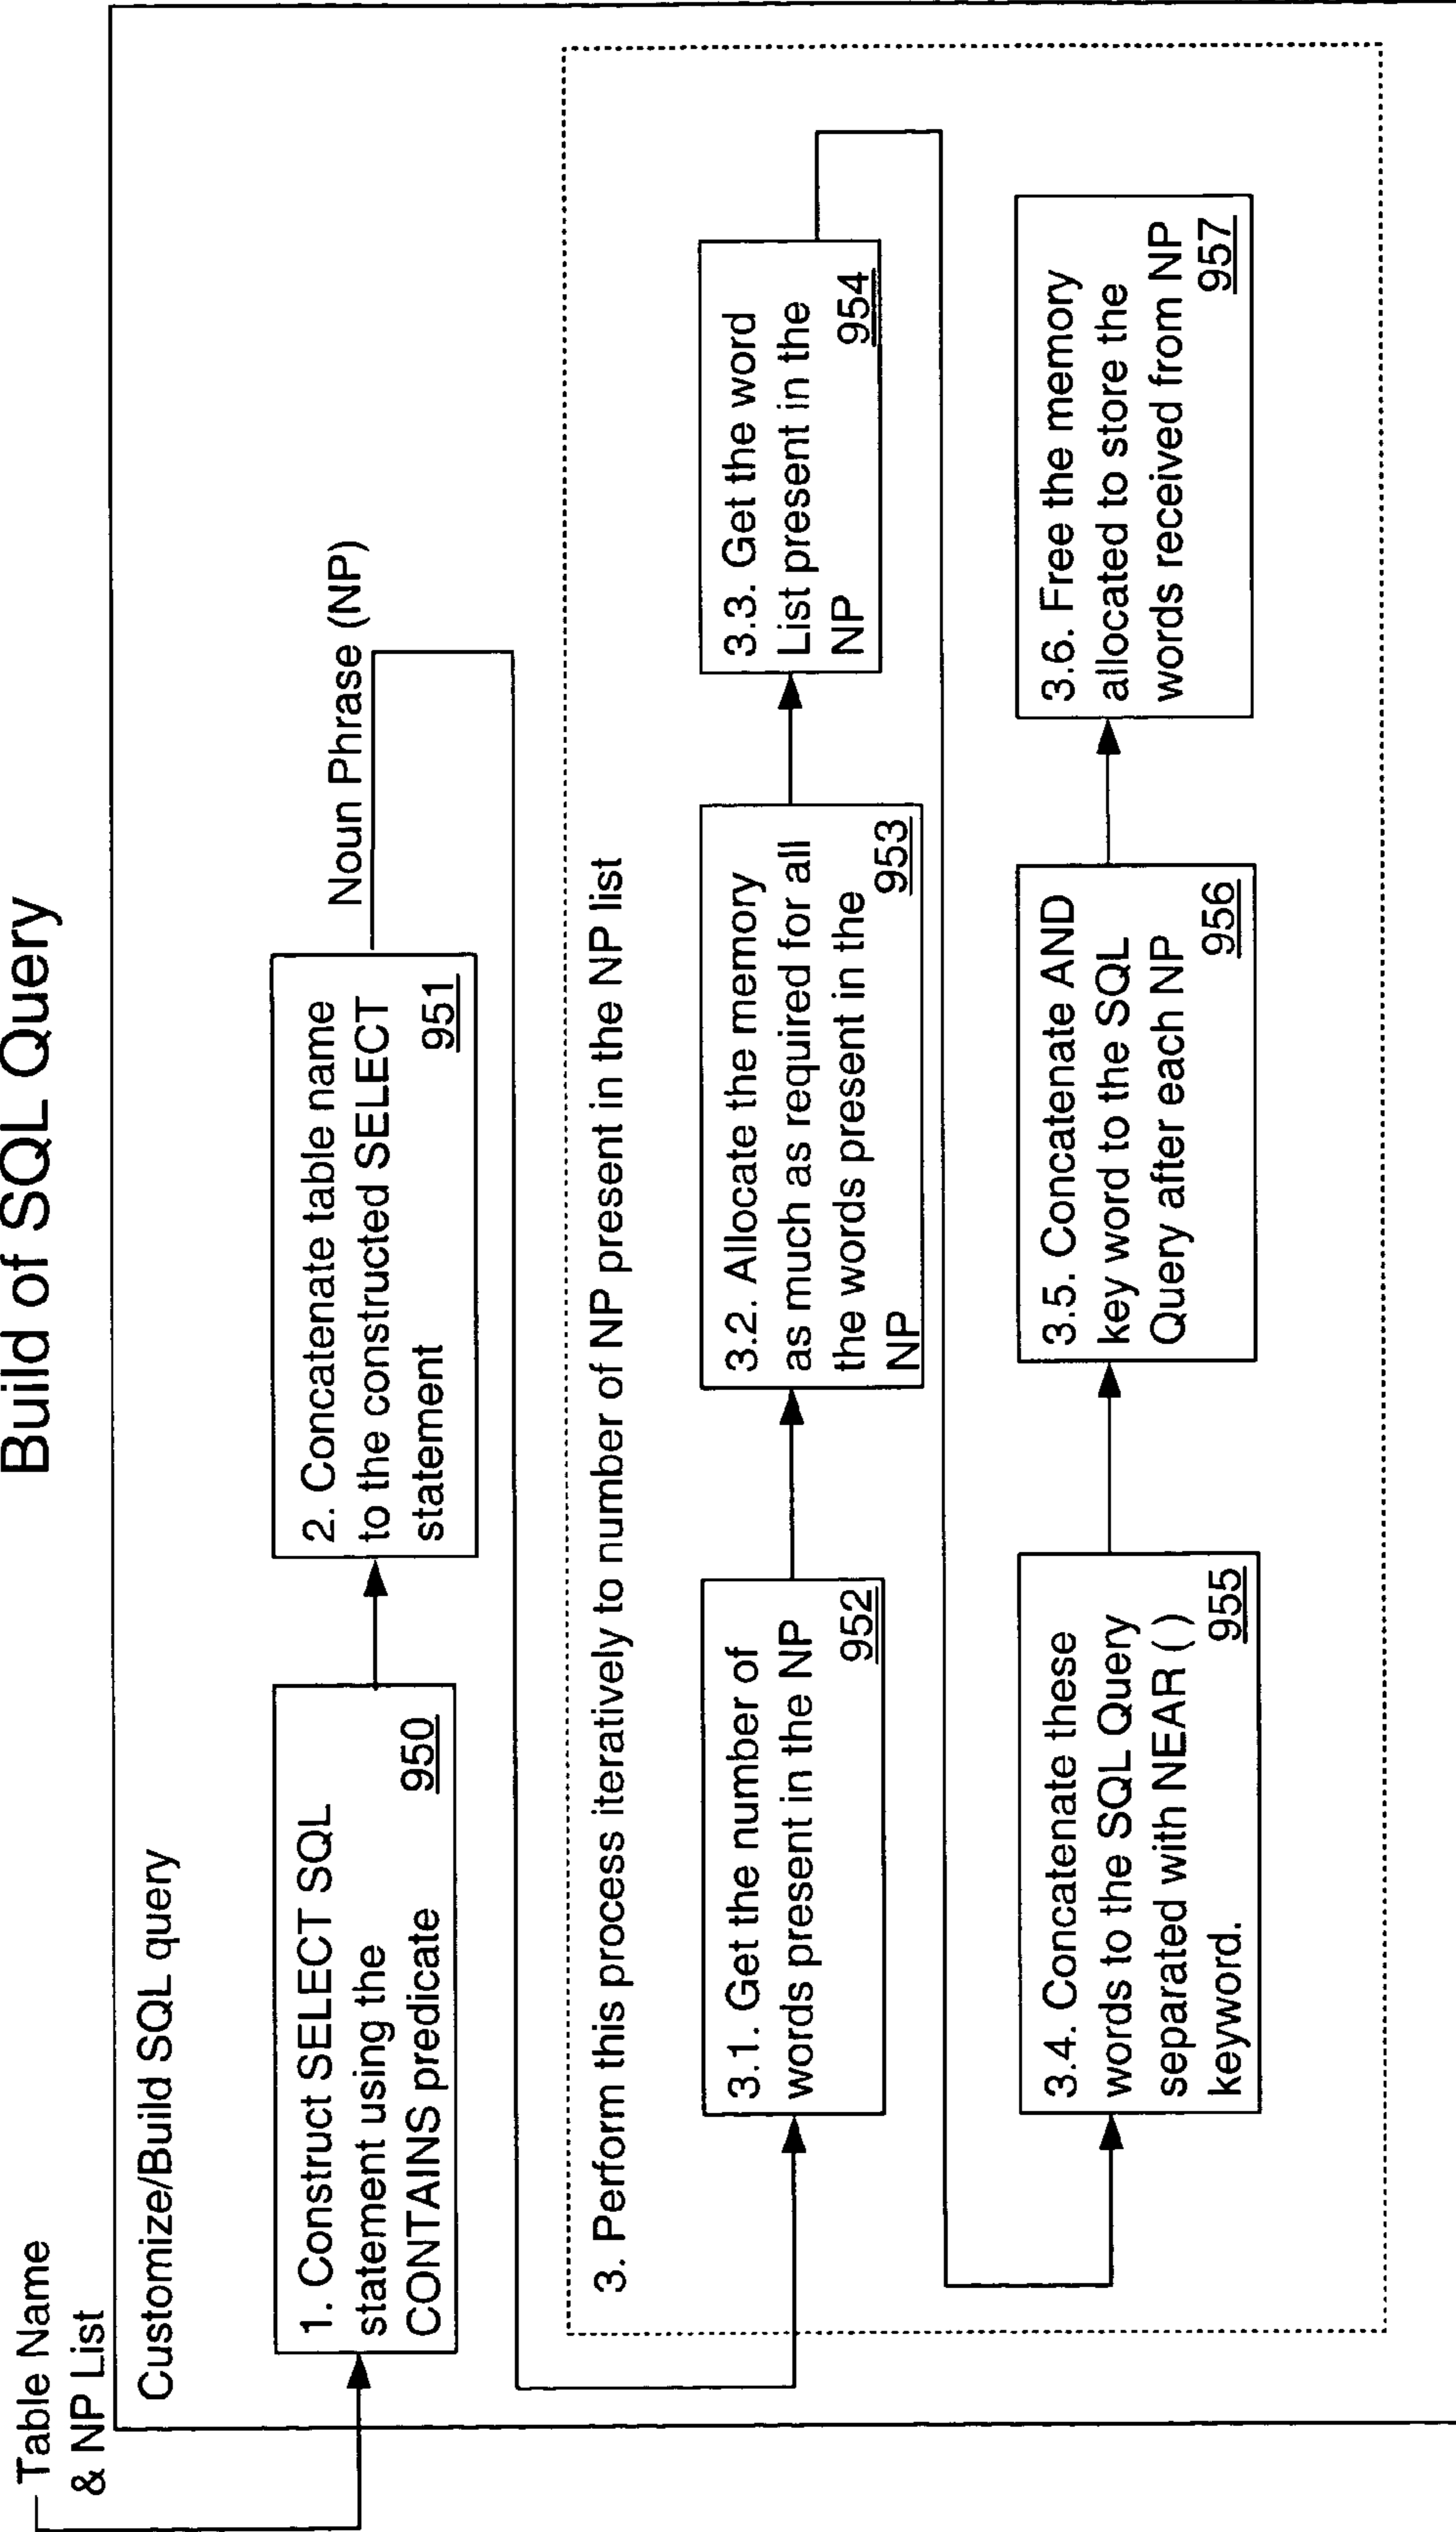 Build of SQL Query
Table Name
& NP List
Customize/Build SQL query
1. Construct SELECT SQL
statement using the
CONTAINS predicate
950
2. Concatenate table name
to the constructed SELECT
statement
951
Noun Phrase (NP)
3. Perform this process iteratively to number of NP present in the NP list
3.1. Get the number of
words present in the NP
952
3.2. Allocate the memory
as much as required for all
the words present in the
NP
953
3.3. Get the word
List present in the
NP
954
3.4. Concatenate these
words to the SQL Query
separated with NEAR ( )
keyword.
955
3.5. Concatenate AND
key word to the SQL
Query after each NP
956
3.6. Free the memory
allocated to store the
words received from NP
957